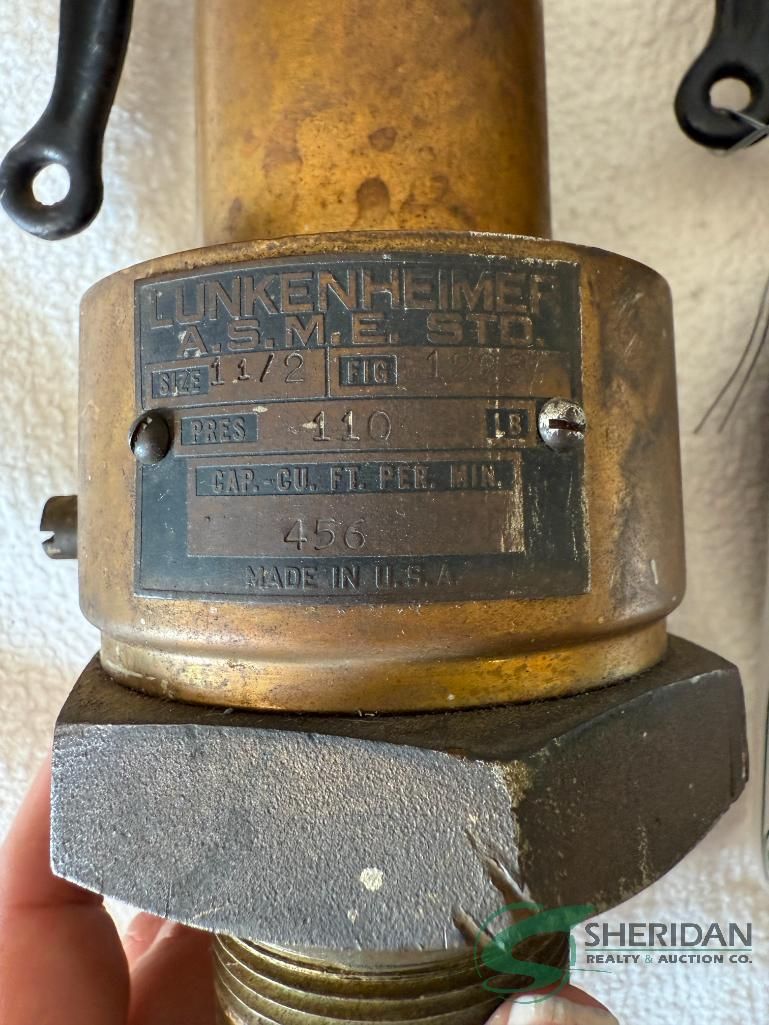 LUNKENHEIMER
A.S.M.E. STD.
SIZE 1 1/2 FIG
PRES 110 LB
CAP.-CU. FT. PER. MIN.
456
MADE IN U.S.A.
SHERIDAN
REALTY & AUCTION CO.